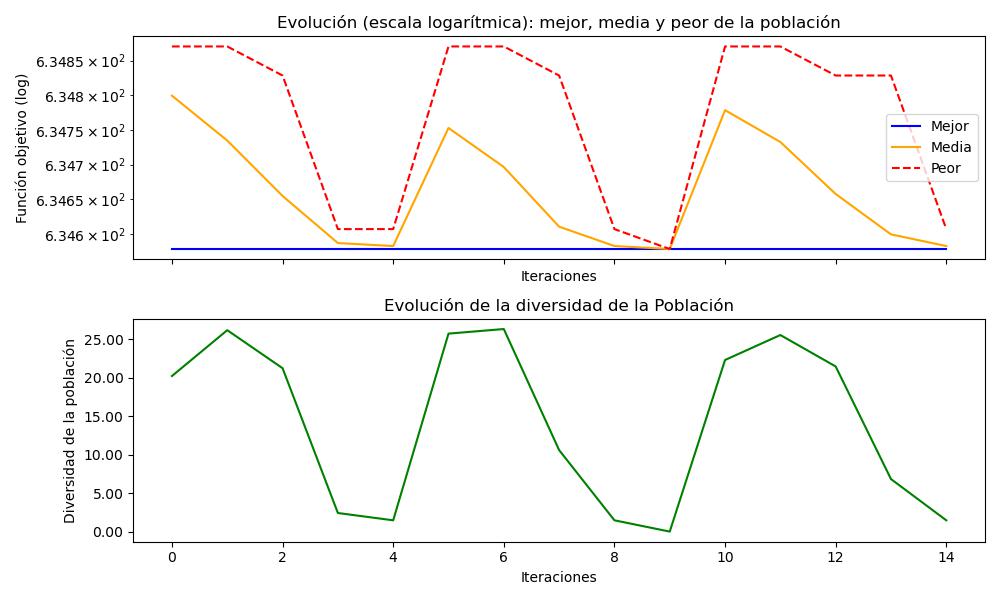 Evolución (escala logarítmica): mejor, media y peor de la población
Función objetivo (log)
6.3485 × 10²
6.348 × 10²
6.3475 × 10²
6.347 × 10²
6.3465 × 10²
6.346 × 10²
Mejor
Media
Peor
Iteraciones
Evolución de la diversidad de la Población
Diversidad de la población
25.00
20.00
15.00
10.00
5.00
0.00
0 2 4 6 8 10 12 14
Iteraciones